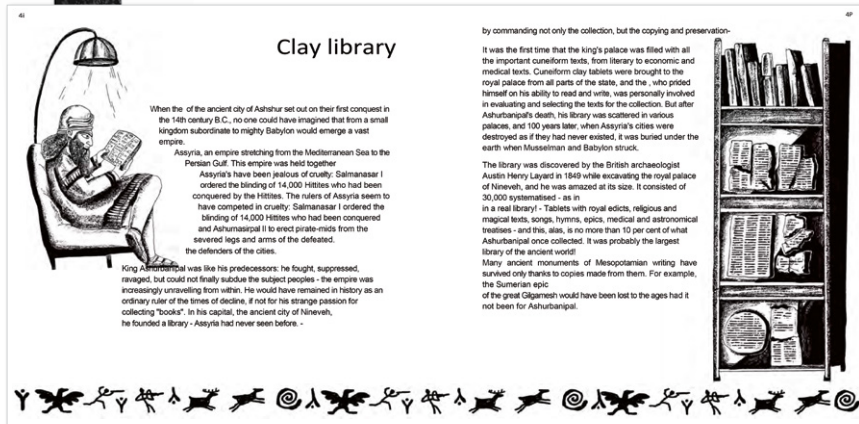 4i
Clay library
When the of the ancient city of Ashshur set out on their first conquest in
the 14th century B.C., no one could have imagined that from a small
kingdom subordinate to mighty Babylon would emerge a vast
empire.
Assyria, an empire stretching from the Mediterranean Sea to the
Persian Gulf. This empire was held together
Assyria's have been jealous of cruelty: Salmanasar I
ordered the blinding of 14,000 Hittites who had been
conquered by the Hittites. The rulers of Assyria seem to
have competed in cruelty: Salmanasar I ordered the
blinding of 14,000 Hittites who had been conquered
and Ashurnasirpal II to erect pirate-mids from the
severed legs and arms of the defeated.
the defenders of the cities.
King Ashurbanipal was like his predecessors: he fought, suppressed,
ravaged, but could not finally subdue the subject peoples - the empire was
increasingly unravelling from within. He would have remained in history as an
ordinary ruler of the times of decline, if not for his strange passion for
collecting "books". In his capital, the ancient city of Nineveh,
he founded a library - Assyria had never seen before. -
4P
by commanding not only the collection, but the copying and preservation-
It was the first time that the king's palace was filled with all
the important cuneiform texts, from literary to economic and
medical texts. Cuneiform clay tablets were brought to the
royal palace from all parts of the state, and the , who prided
himself on his ability to read and write, was personally involved
in evaluating and selecting the texts for the collection. But after
Ashurbanipal's death, his library was scattered in various
palaces, and 100 years later, when Assyria's cities were
destroyed as if they had never existed, it was buried under the
earth when Musselman and Babylon struck.
The library was discovered by the British archaeologist
Austin Henry Layard in 1849 while excavating the royal palace
of Nineveh, and he was amazed at its size. It consisted of
30,000 systematised - as in
in a real library! - Tablets with royal edicts, religious and
magical texts, songs, hymns, epics, medical and astronomical
treatises - and this, alas, is no more than 10 per cent of what
Ashurbanipal once collected. It was probably the largest
library of the ancient world!
Many ancient monuments of Mesopotamian writing have
survived only thanks to copies made from them. For example,
the Sumerian epic
of the great Gilgamesh would have been lost to the ages had it
not been for Ashurbanipal.